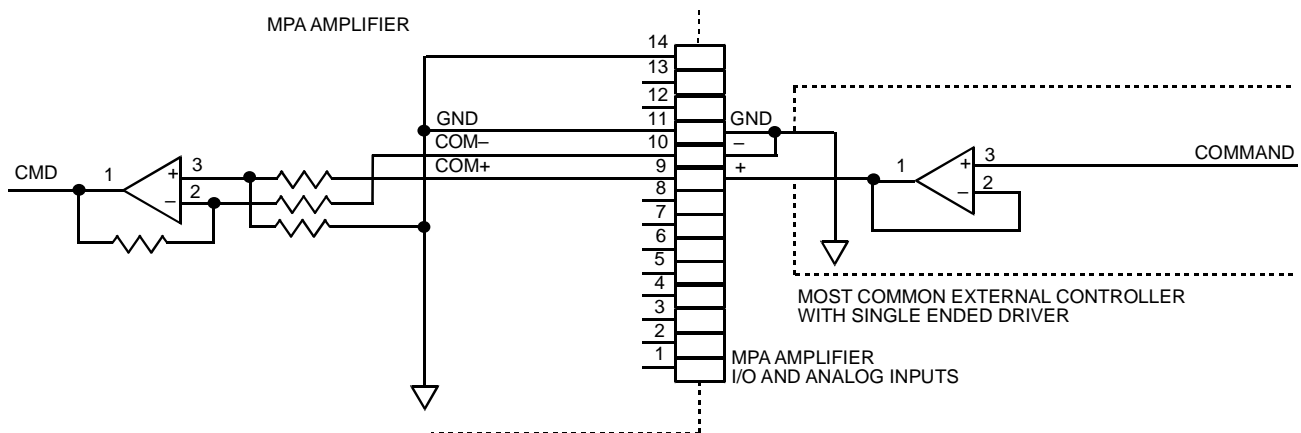 MPA AMPLIFIER
14
13
12
GND 11 GND
COM– 10 –
COM+ 9 +
8
7
6
5
4
3
2
1
CMD 1 3 +
2 –
1 + 3 COMMAND
– 2
MOST COMMON EXTERNAL CONTROLLER
WITH SINGLE ENDED DRIVER
MPA AMPLIFIER
I/O AND ANALOG INPUTS